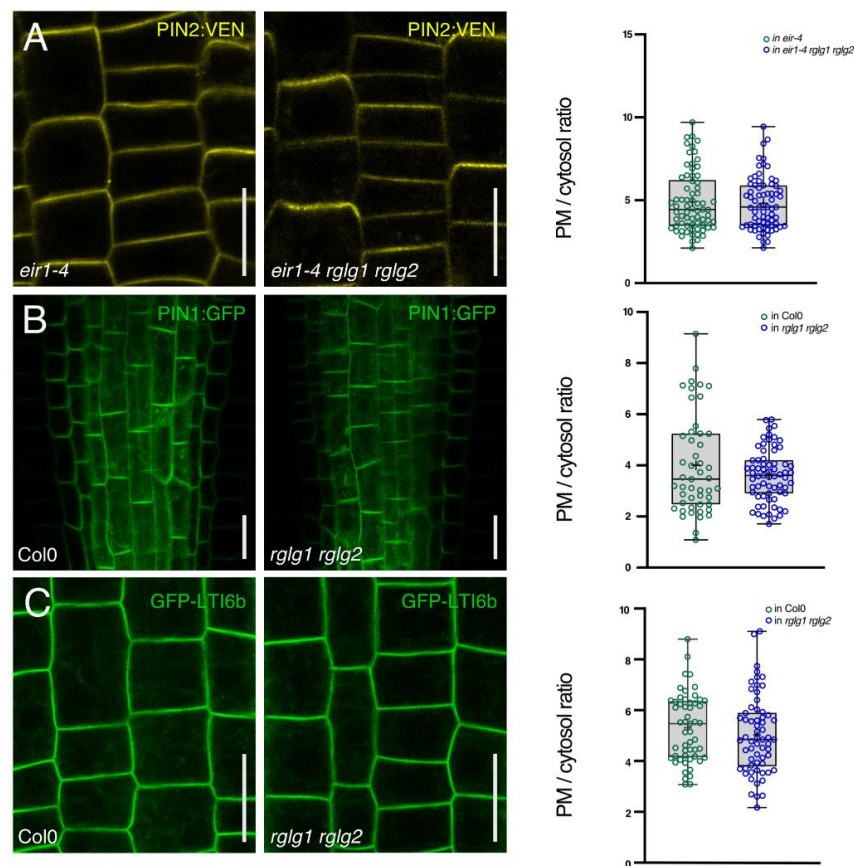 A
PIN2:VEN
eir1-4
PIN2:VEN
eir1-4 rglg1 rglg2
PM / cytosol ratio
15
10
5
0
in eir-4
in eir1-4 rglg1 rglg2
B
PIN1:GFP
Col0
PIN1:GFP
rglg1 rglg2
PM / cytosol ratio
10
8
6
4
2
0
in Col0
in rglg1 rglg2
C
GFP-LTI6b
Col0
GFP-LTI6b
rglg1 rglg2
PM / cytosol ratio
10
8
6
4
2
0
in Col0
in rglg1 rglg2